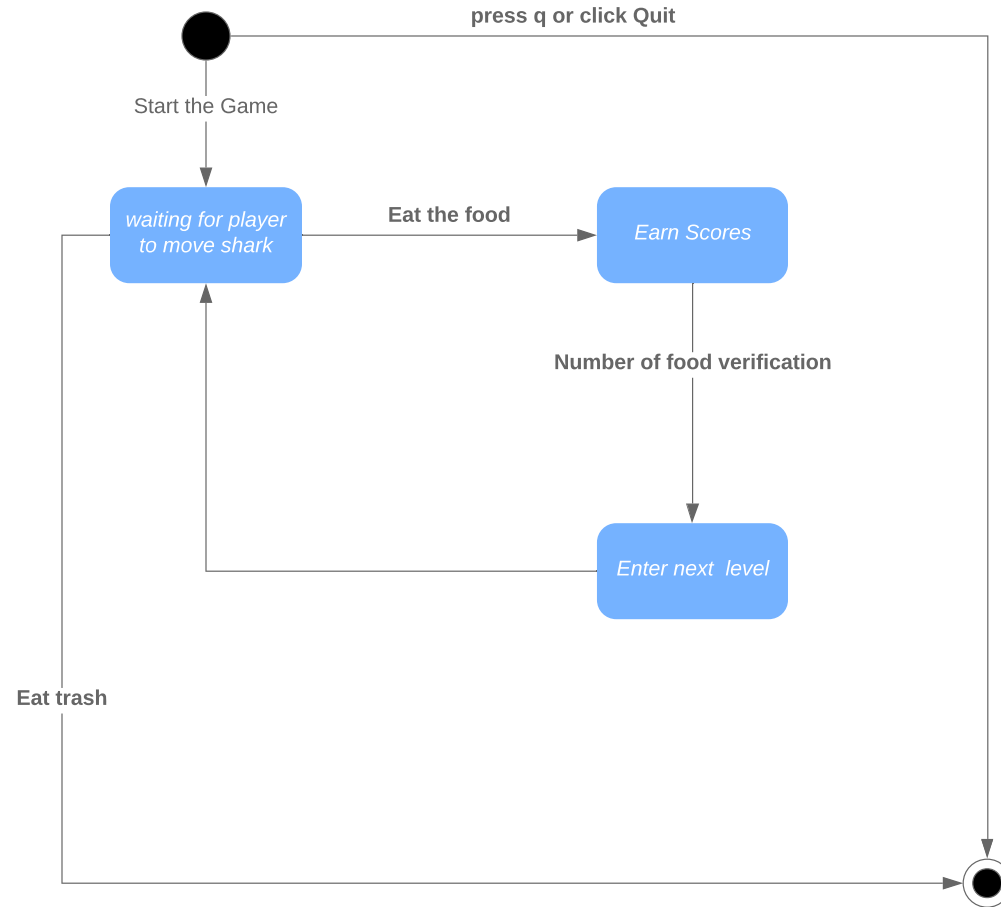 press q or click Quit
Start the Game
waiting for player
to move shark
Eat the food
Earn Scores
Number of food verification
Enter next  level
Eat trash